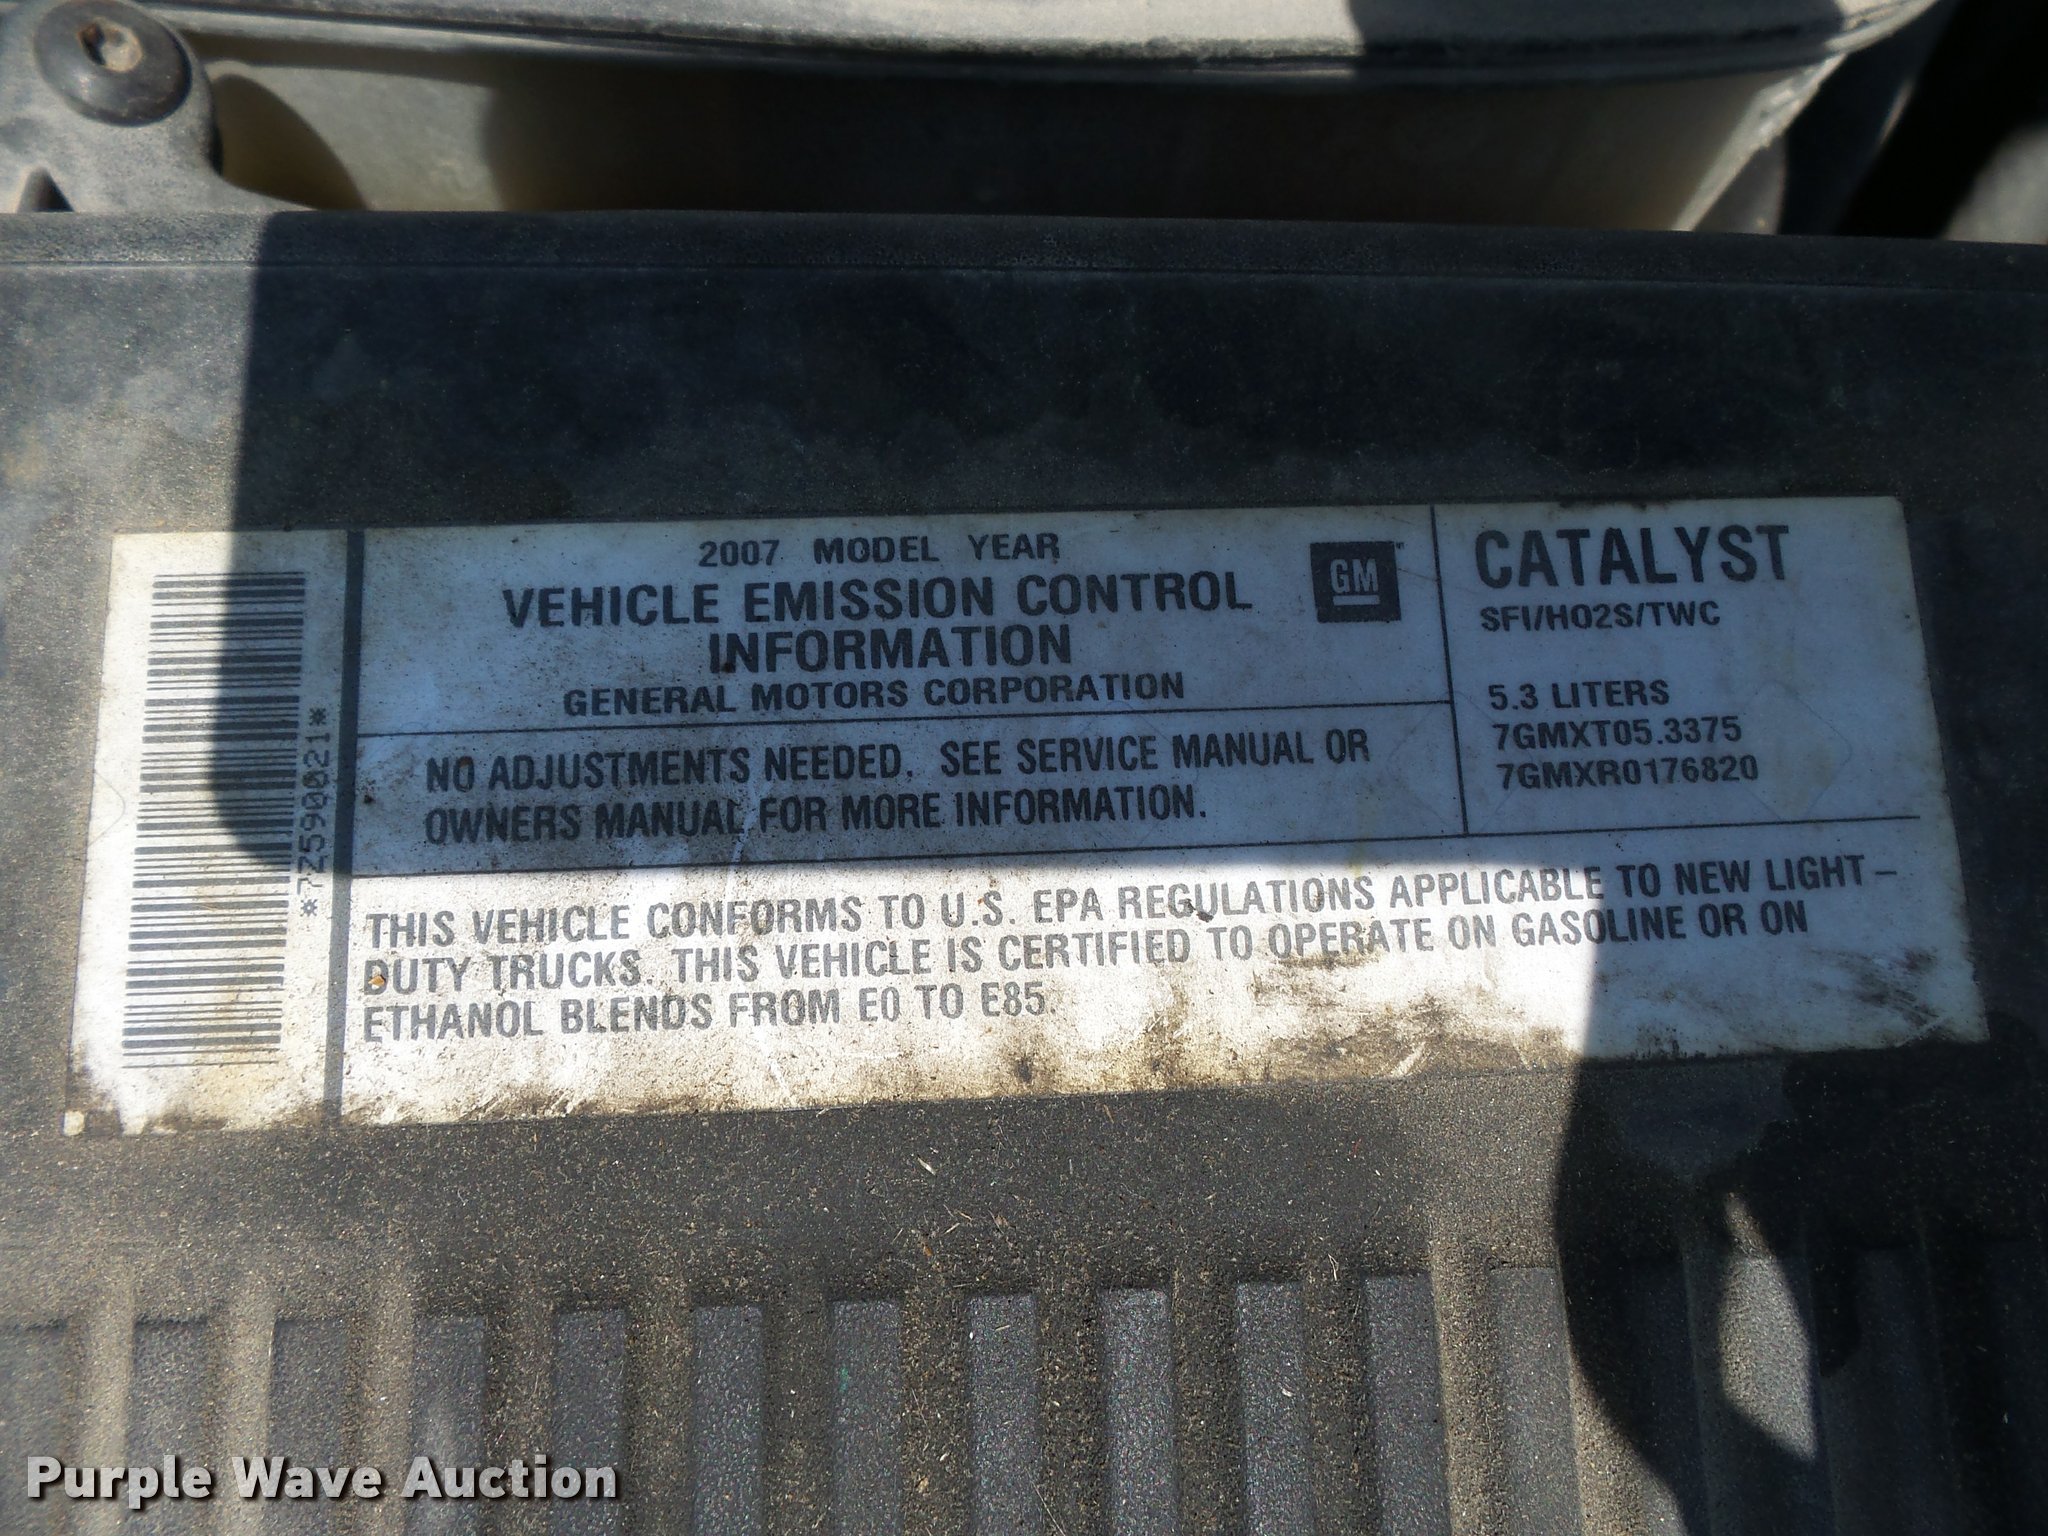 2007 MODEL YEAR
VEHICLE EMISSION CONTROL
INFORMATION
GENERAL MOTORS CORPORATION
GM
NO ADJUSTMENTS NEEDED. SEE SERVICE MANUAL OR
OWNERS MANUAL FOR MORE INFORMATION.
CATALYST
SFI/HO2S/TWC
5.3 LITERS
7GMXT05.3375
7GMXR0176820
THIS VEHICLE CONFORMS TO U.S. EPA REGULATIONS APPLICABLE TO NEW LIGHT-
DUTY TRUCKS. THIS VEHICLE IS CERTIFIED TO OPERATE ON GASOLINE OR ON
ETHANOL BLENDS FROM E0 TO E85.
*7Z5900021*
Purple Wave Auction